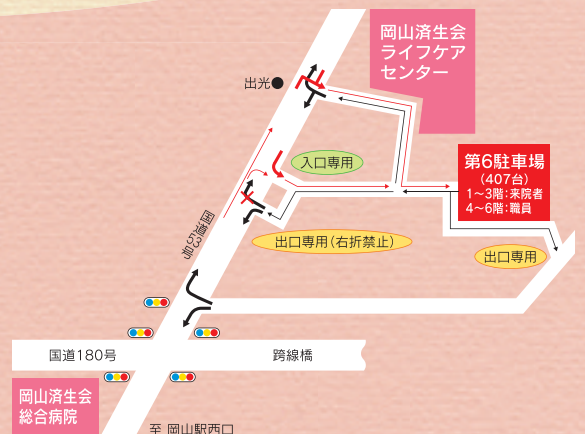 岡山済生会
ライフケア
センター
出光●
入口専用
第6駐車場
(407台)
1～3階:来院者
4～6階:職員
国道53号
出口専用(右折禁止)
出口専用
国道180号
跨線橋
岡山済生会
総合病院
至 岡山駅西口